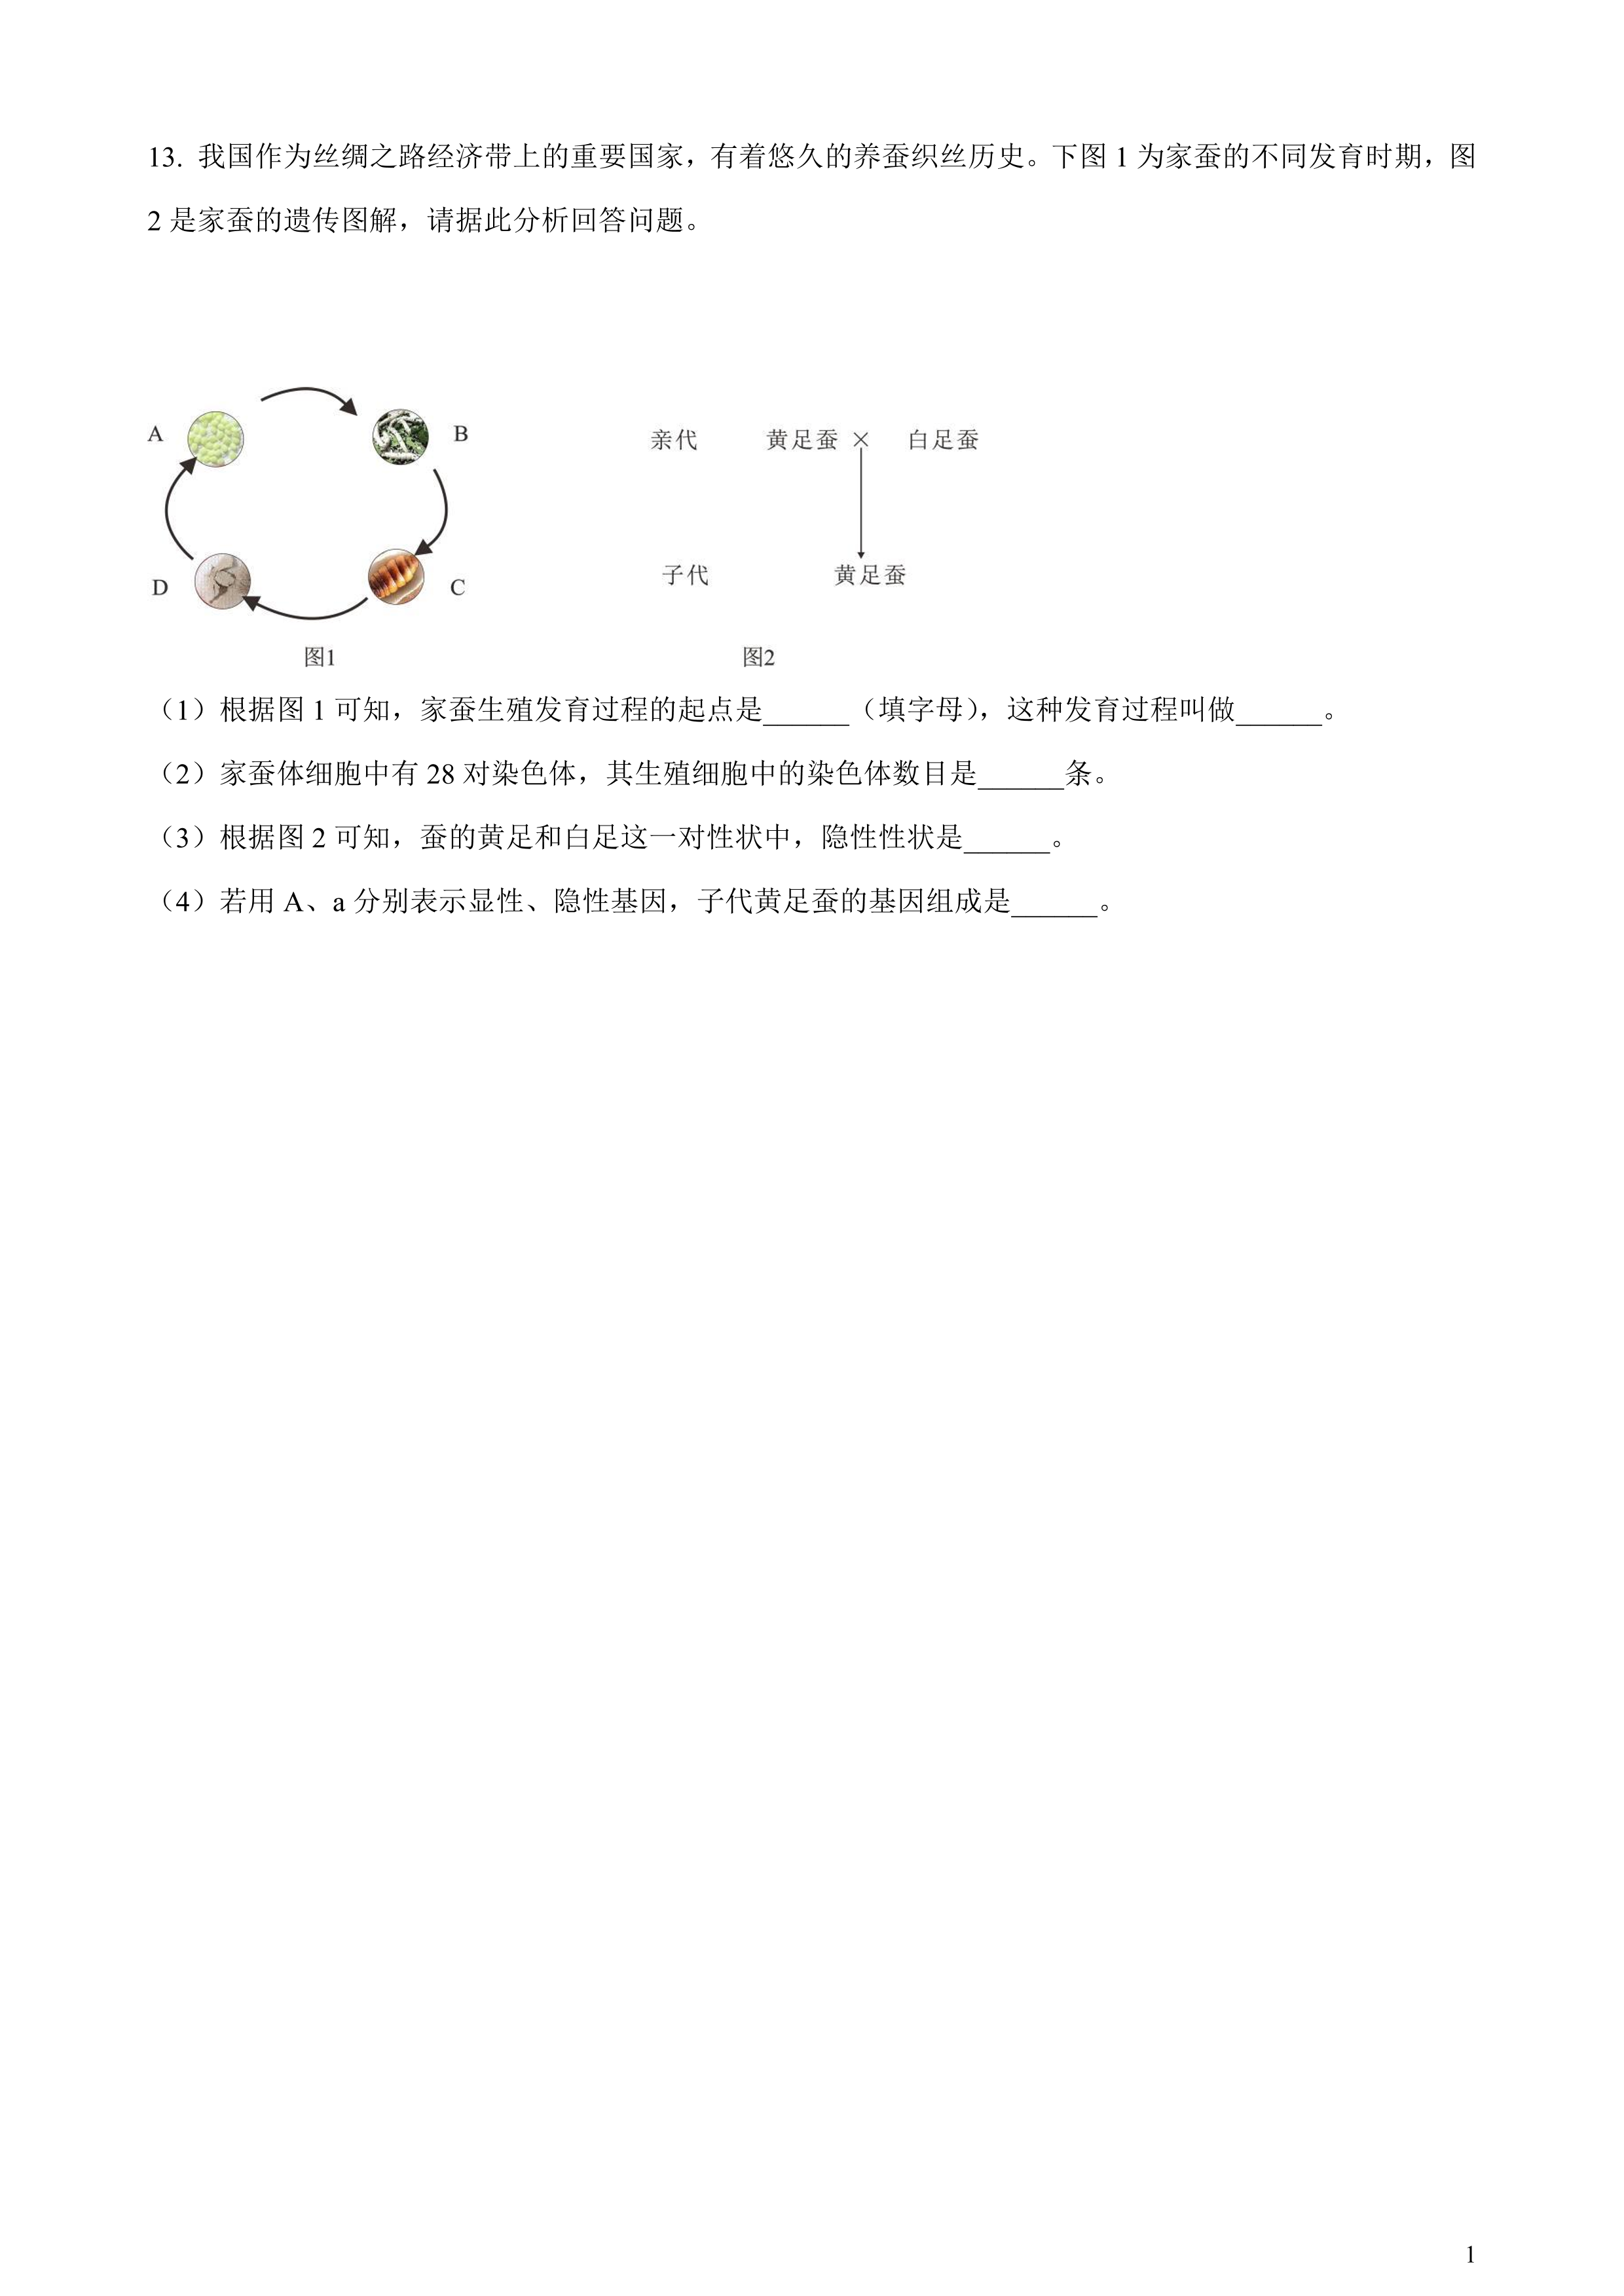 13. 我国作为丝绸之路经济带上的重要国家，有着悠久的养蚕织丝历史。下图 1 为家蚕的不同发育时期，图
2 是家蚕的遗传图解，请据此分析回答问题。
A
B
亲代 黄足蚕 × 白足蚕
D
C
子代 黄足蚕
图1
图2
（1）根据图 1 可知，家蚕生殖发育过程的起点是______（填字母），这种发育过程叫做______。
（2）家蚕体细胞中有 28 对染色体，其生殖细胞中的染色体数目是______条。
（3）根据图 2 可知，蚕的黄足和白足这一对性状中，隐性性状是______。
（4）若用 A、a 分别表示显性、隐性基因，子代黄足蚕的基因组成是______。
1